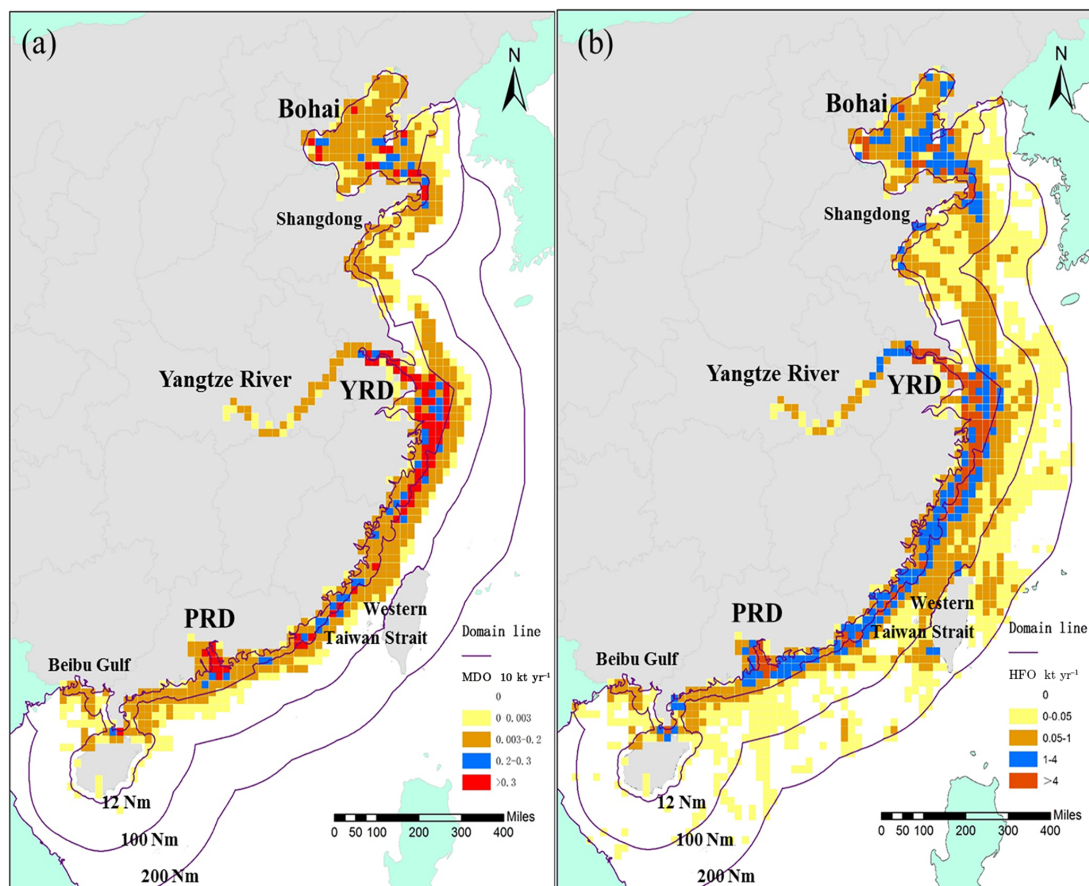 (a)
N
Bohai
Shangdong
Yangtze River
YRD
PRD
Western
Taiwan Strait
Beibu Gulf
12 Nm
100 Nm
200 Nm
Domain line
MDO 10 kt yr⁻¹
0
0 0.003
0.003-0.2
0.2-0.3
>0.3
Miles
0 50 100 200 300 400
(b)
N
Bohai
Shangdong
Yangtze River
YRD
PRD
Western
Taiwan Strait
Beibu Gulf
12 Nm
100 Nm
200 Nm
Domain line
HFO kt yr⁻¹
0
0-0.05
0.05-1
1-4
>4
Miles
0 50 100 200 300 400